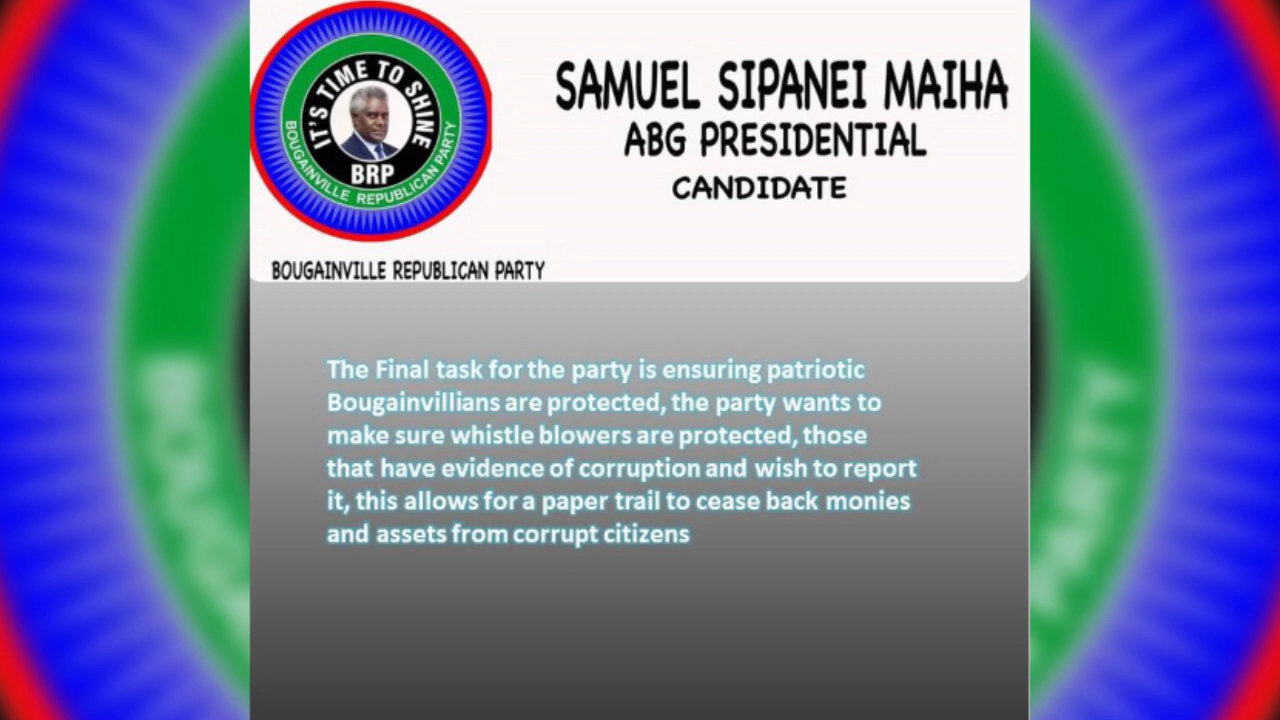 IT'S TIME TO SHINE
BRP
BOUGAINVILLE REPUBLICAN PARTY
SAMUEL SIPANEI MAIHA
ABG PRESIDENTIAL
CANDIDATE
BOUGAINVILLE REPUBLICAN PARTY
The Final task for the party is ensuring patriotic
Bougainvillians are protected, the party wants to
make sure whistle blowers are protected, those
that have evidence of corruption and wish to report
it, this allows for a paper trail to cease back monies
and assets from corrupt citizens
PARTY